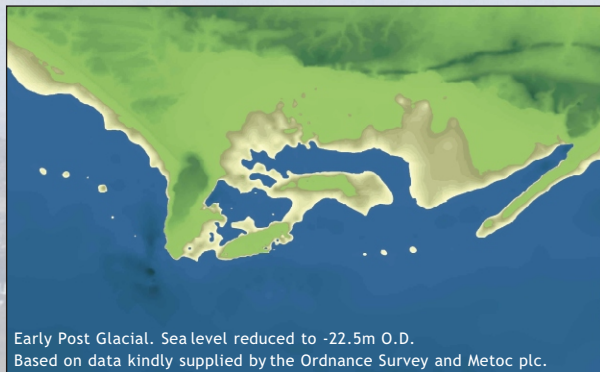 Early Post Glacial. Sea level reduced to -22.5m O.D.
Based on data kindly supplied by the Ordnance Survey and Metoc plc.